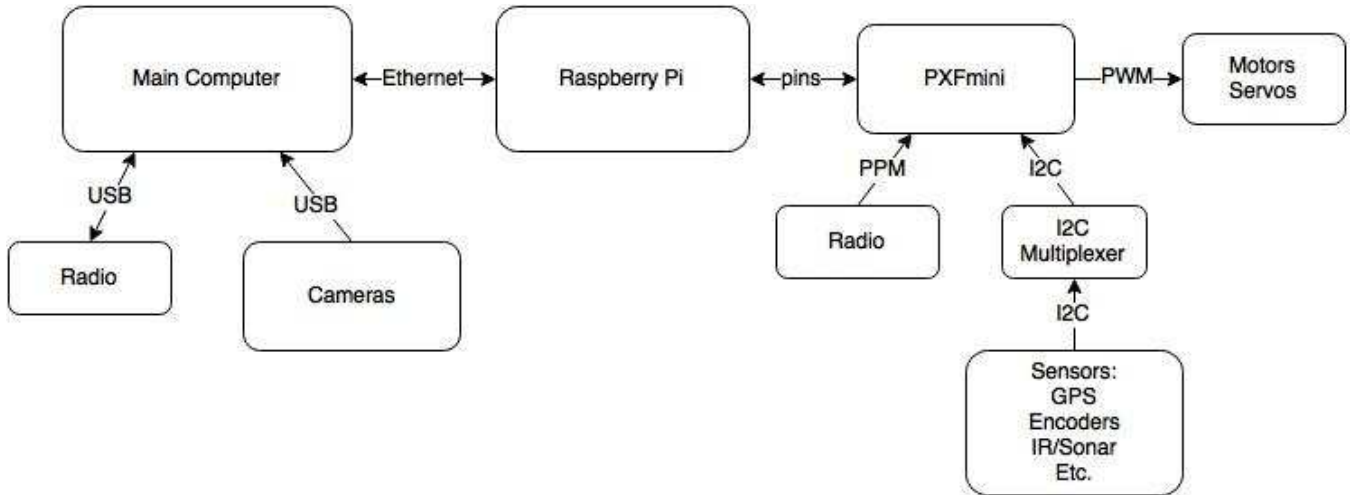 Main Computer
Ethernet
Raspberry Pi
pins
PXFmini
PWM
Motors
Servos
USB
USB
PPM
I2C
Radio
Cameras
Radio
I2C
Multiplexer
I2C
Sensors:
GPS
Encoders
IR/Sonar
Etc.